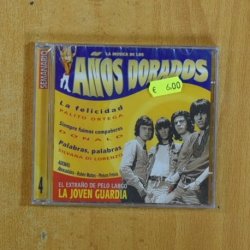 LA MUSICA DE LOS
AÑOS DORADOS
SEMANARIO
€ 6.00
La felicidad
PALITO ORTEGA
Siempre fuimos compañeros
DONALD
Palabras, palabras
SILVANA DI LORENZO
EL EXTRAÑO DE PELO LARGO
LA JOVEN GUARDIA
4